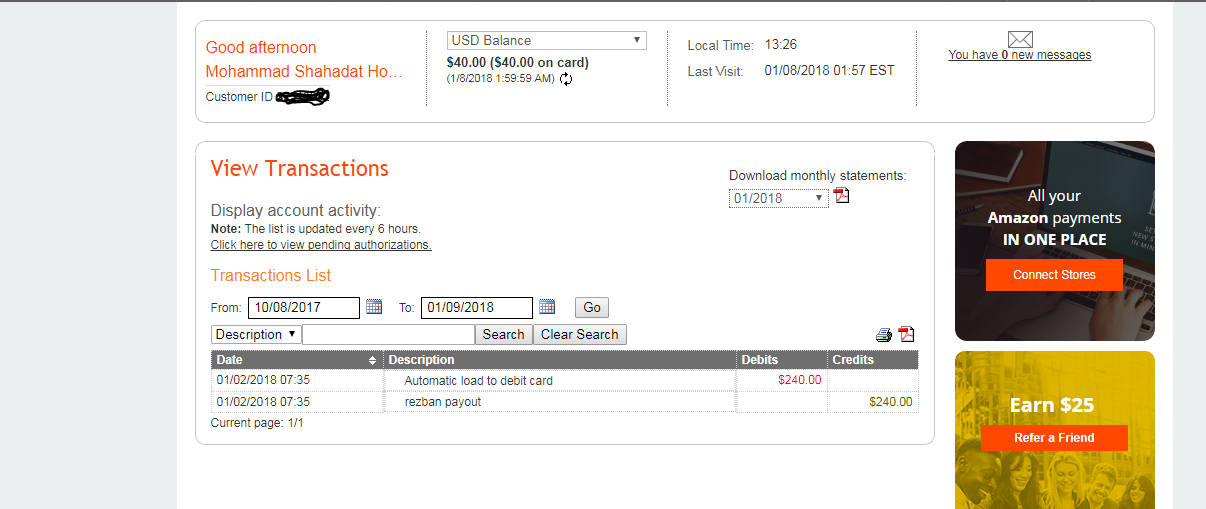 Good afternoon
Mohammad Shahadat Ho...
Customer ID
USD Balance
$40.00 ($40.00 on card)
(1/8/2018 1:59:59 AM)
Local Time: 13:26
Last Visit: 01/08/2018 01:57 EST
You have 0 new messages
View Transactions
Download monthly statements:
01/2018
Display account activity:
Note: The list is updated every 6 hours.
Click here to view pending authorizations.
Transactions List
From: 10/08/2017 To: 01/09/2018 Go
Description Search Clear Search
Date Description Debits Credits
01/02/2018 07:35 Automatic load to debit card $240.00
01/02/2018 07:35 rezban payout $240.00
Current page: 1/1
All your
Amazon payments
IN ONE PLACE
Connect Stores
Earn $25
Refer a Friend